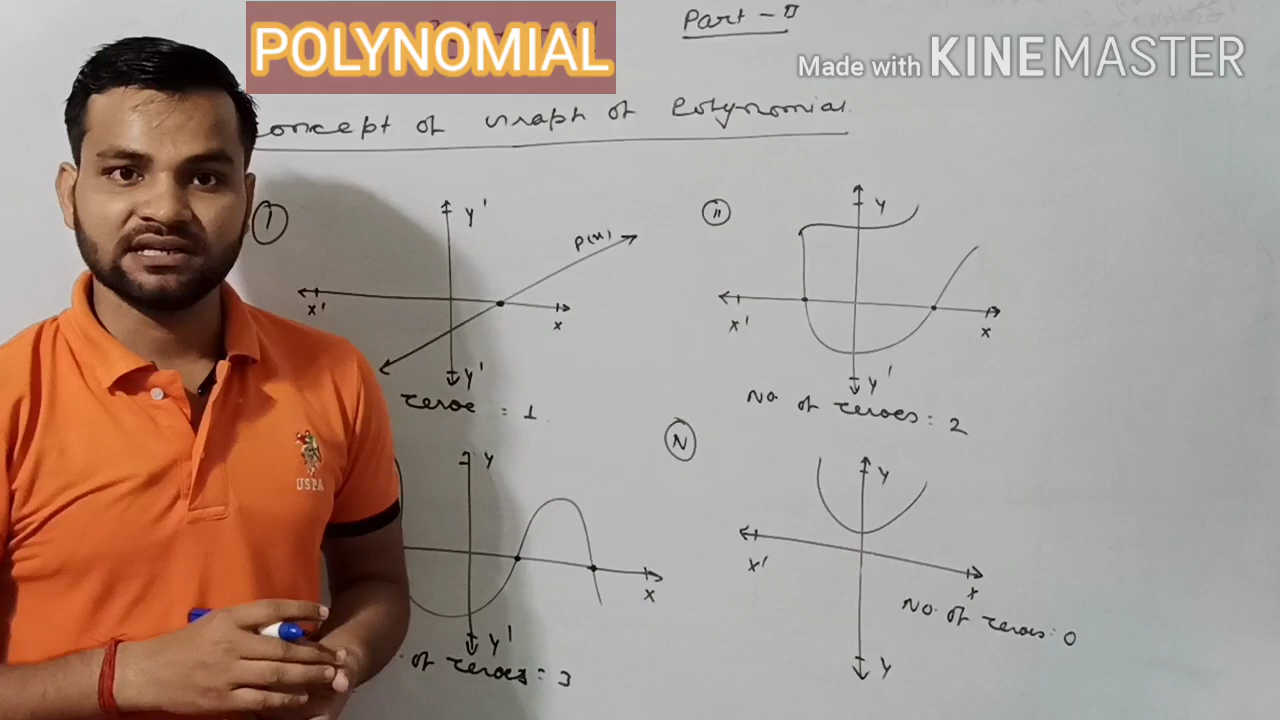 POLYNOMIAL
Part - II
Made with KINEMASTER
Concept of Graph of Polynomial.
I
Y'
P(x)
X'
X
Y'
Zeroe = 1.
II
Y
X'
X
Y'
No. of zeroes = 2
Y
X
Y'
of zeroes = 3
IV
Y
X'
X
No. of zeroes = 0
Y
USPA